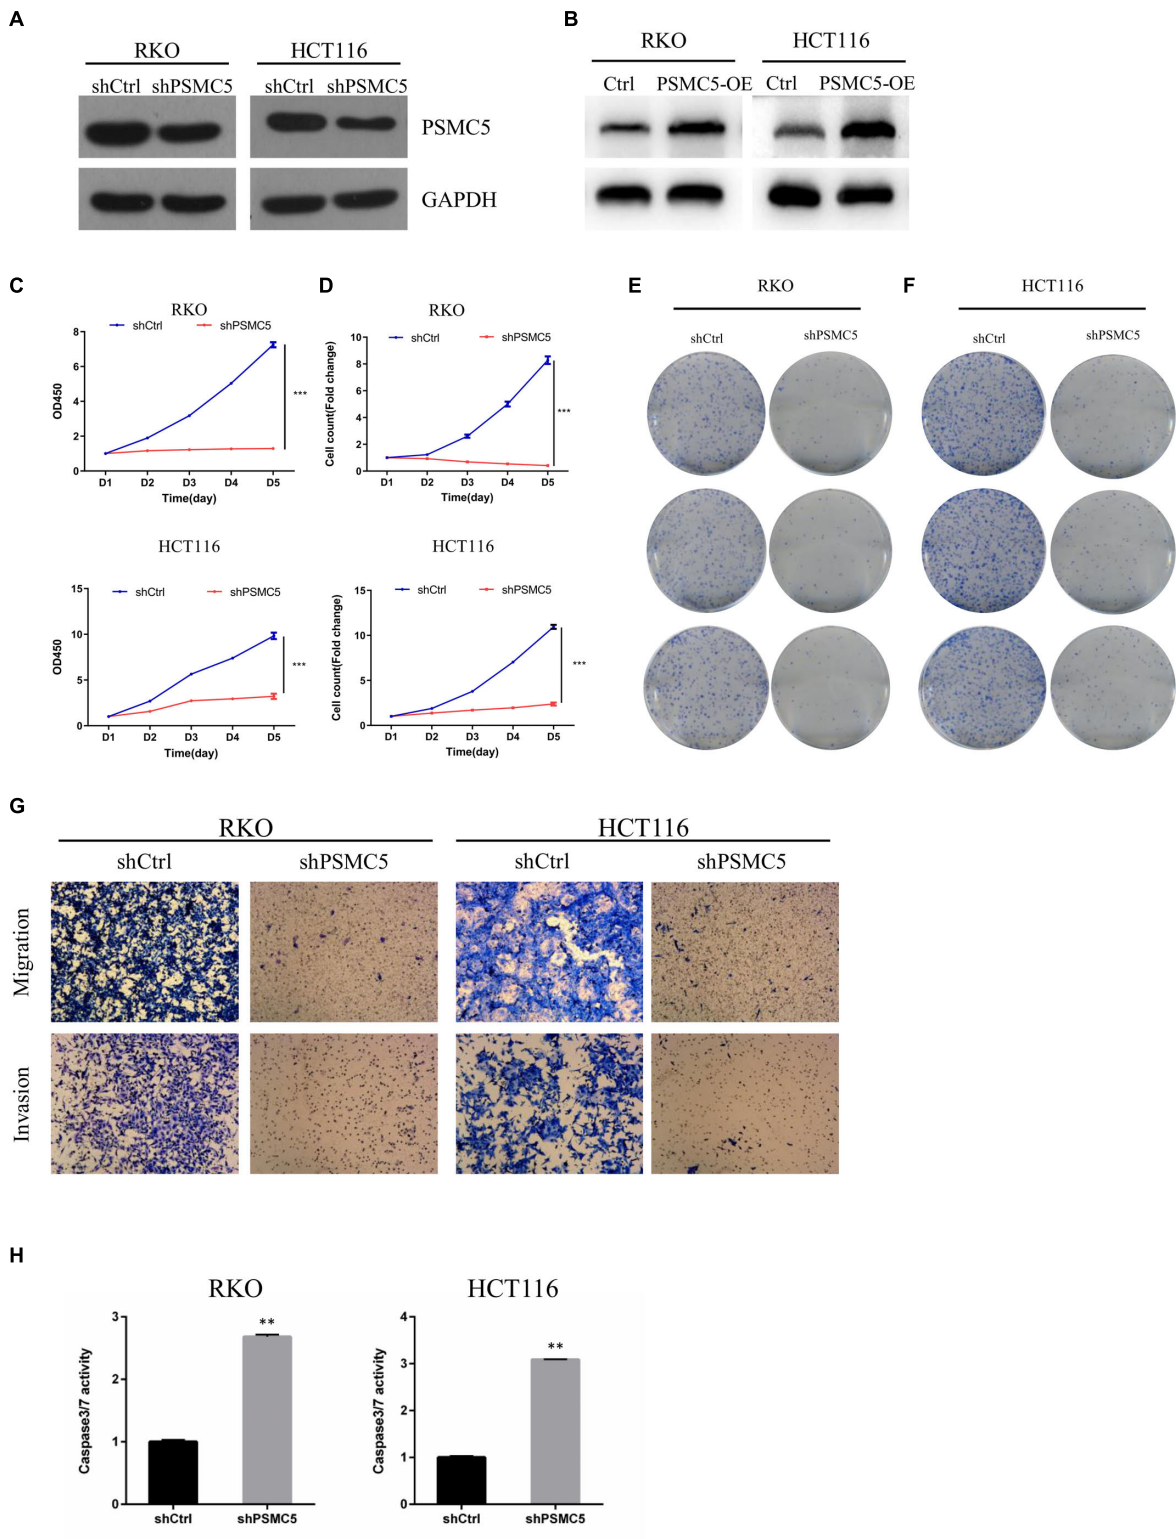 A
B
RKO
HCT116
shCtrl shPSMC5
shCtrl shPSMC5
PSMC5
GAPDH
RKO
HCT116
Ctrl PSMC5-OE
Ctrl PSMC5-OE
C
RKO
shCtrl shPSMC5
OD450
8
6
4
2
0
D1 D2 D3 D4 D5
Time(day)
***
HCT116
shCtrl shPSMC5
OD450
15
10
5
0
D1 D2 D3 D4 D5
Time(day)
***
D
RKO
shCtrl shPSMC5
Cell count(Fold change)
10
8
6
4
2
0
D1 D2 D3 D4 D5
Time(day)
***
HCT116
shCtrl shPSMC5
Cell count(Fold change)
15
10
5
0
D1 D2 D3 D4 D5
Time(day)
***
E
RKO
shCtrl shPSMC5
F
HCT116
shCtrl shPSMC5
G
RKO
HCT116
shCtrl shPSMC5
shCtrl shPSMC5
Migration
Invasion
H
RKO
Caspase3/7 activity
3
2
1
0
**
shCtrl shPSMC5
HCT116
Caspase3/7 activity
4
3
2
1
0
**
shCtrl shPSMC5